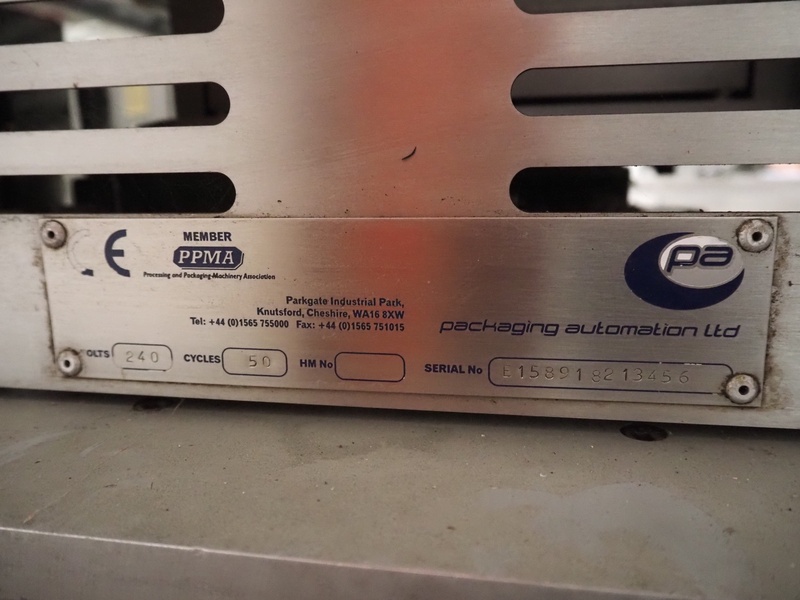 CE
MEMBER
PPMA
Processing and Packaging Machinery Association
pa
Parkgate Industrial Park,
Knutsford, Cheshire, WA16 8XW
Tel: +44 (0)1565 755000 Fax: +44 (0)1565 751015
packaging automation ltd
OLTS 240 CYCLES 50 HM No SERIAL No E158918213456